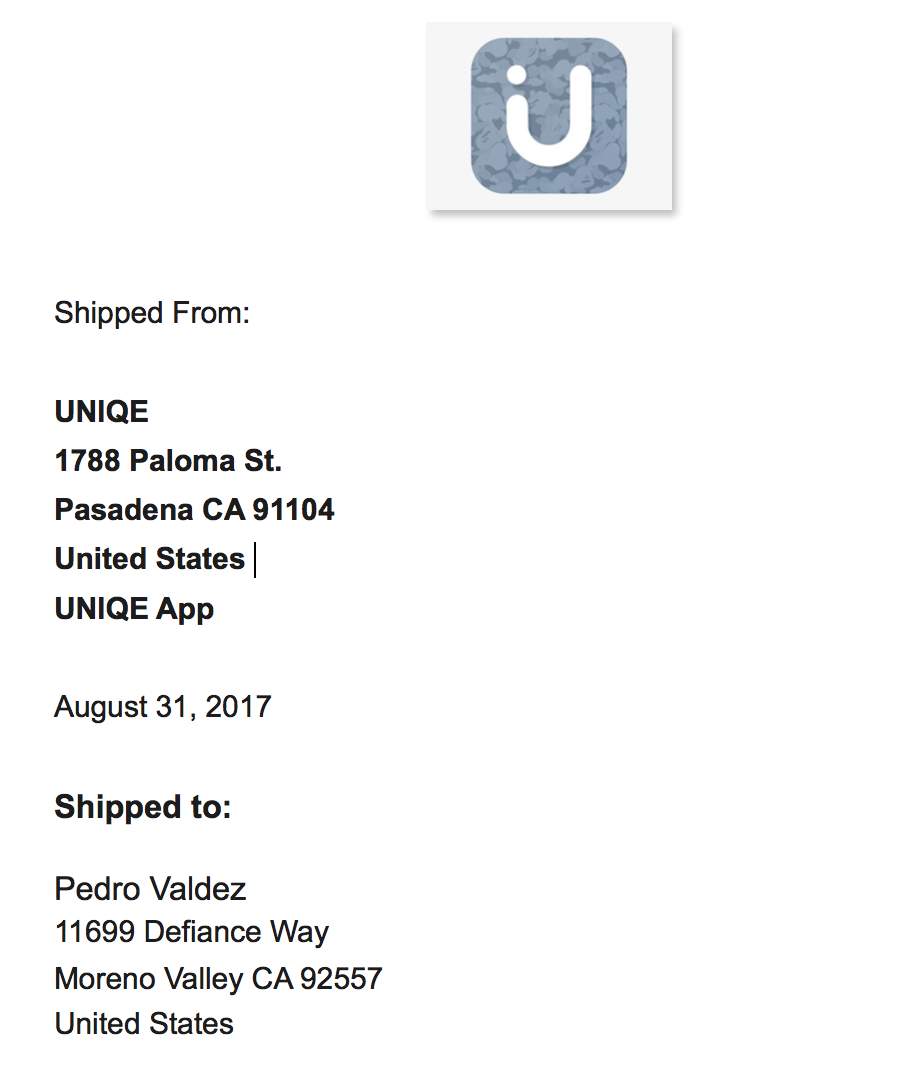 Shipped From:
UNIQE
1788 Paloma St.
Pasadena CA 91104
United States
UNIQE App
August 31, 2017
Shipped to:
Pedro Valdez
11699 Defiance Way
Moreno Valley CA 92557
United States